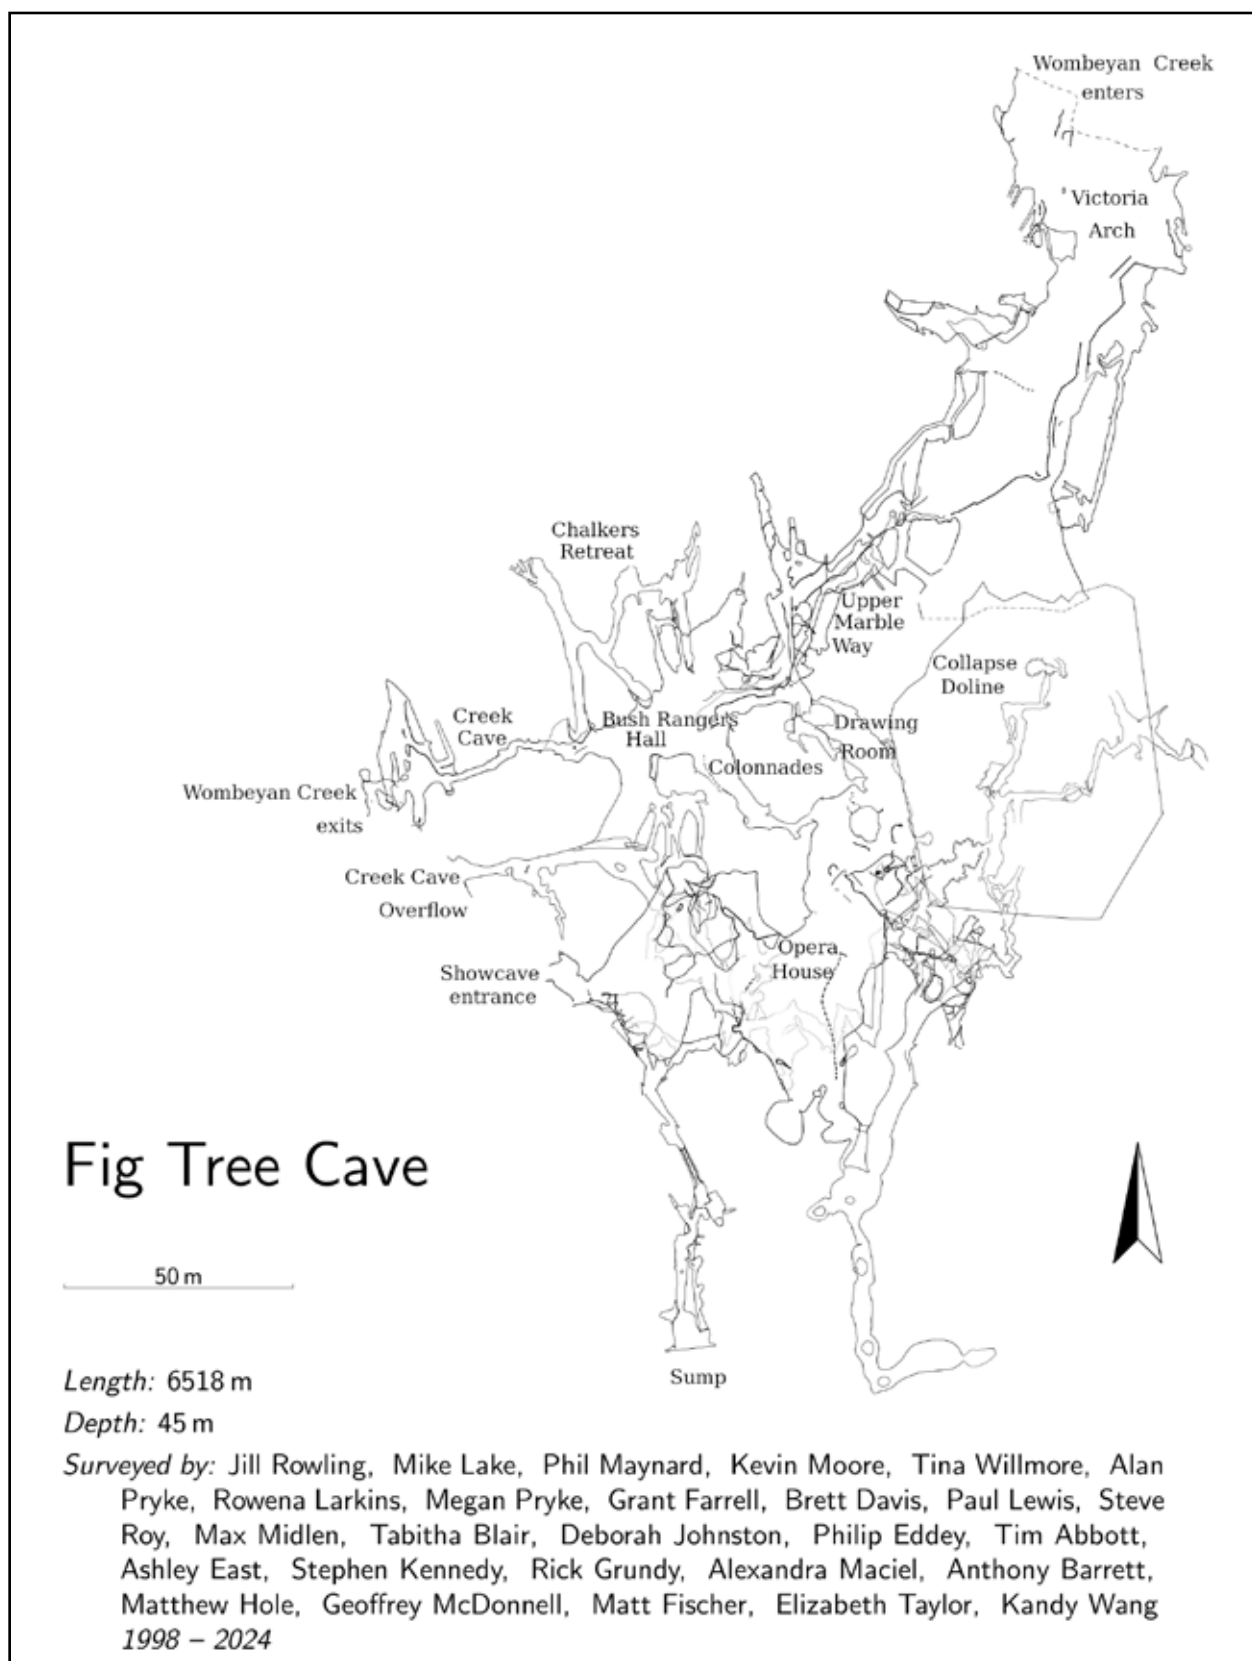 Wombeyan Creek
enters
Victoria
Arch
Chalkers
Retreat
Upper
Marble
Way
Collapse
Doline
Creek
Cave
Bush Rangers
Hall
Drawing
Room
Colonnades
Wombeyan Creek
exits
Creek Cave
Overflow
Opera
House
Showcave
entrance
Fig Tree Cave
50 m
Sump
Length: 6518 m
Depth: 45 m
Surveyed by: Jill Rowling, Mike Lake, Phil Maynard, Kevin Moore, Tina Willmore, Alan
Pryke, Rowena Larkins, Megan Pryke, Grant Farrell, Brett Davis, Paul Lewis, Steve
Roy, Max Midlen, Tabitha Blair, Deborah Johnston, Philip Eddey, Tim Abbott,
Ashley East, Stephen Kennedy, Rick Grundy, Alexandra Maciel, Anthony Barrett,
Matthew Hole, Geoffrey McDonnell, Matt Fischer, Elizabeth Taylor, Kandy Wang
1998 – 2024